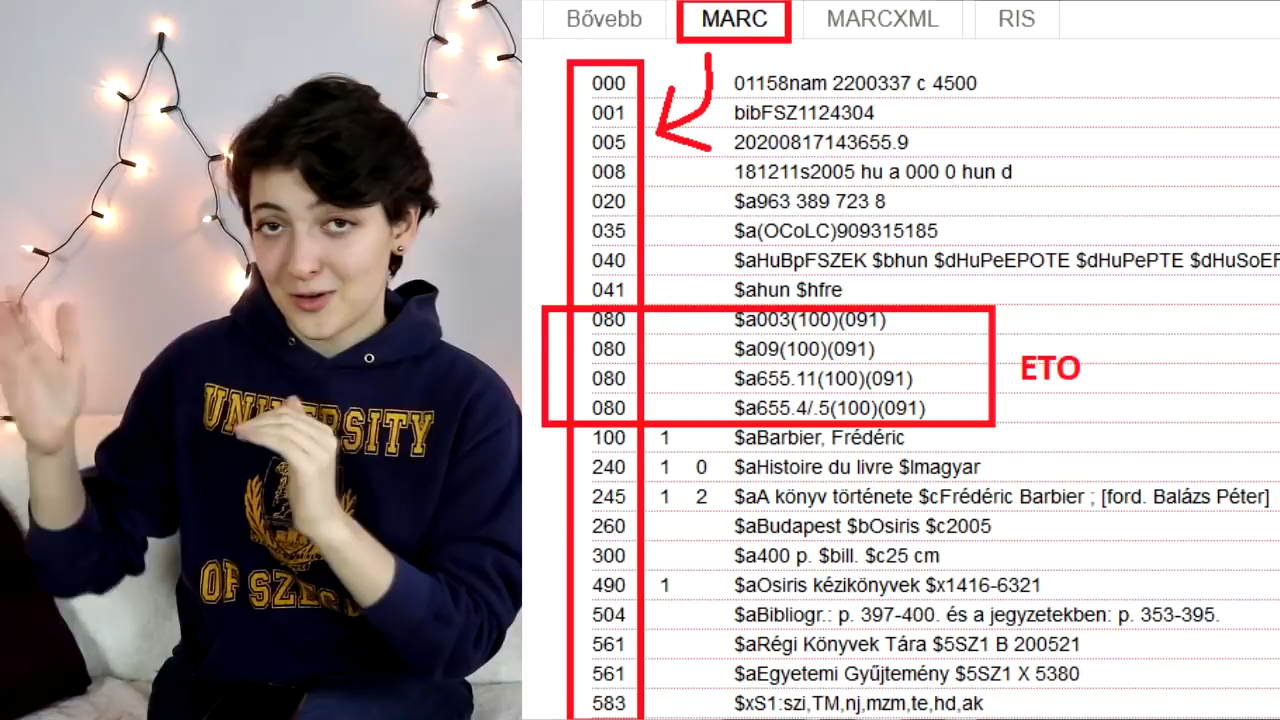 UNIVERSITY
OF SZE
Bővebb MARC MARCXML RIS
000 01158nam 2200337 c 4500
001 bibFSZ1124304
005 20200817143655.9
008 181211s2005 hu a 000 0 hun d
020 $a963 389 723 8
035 $a(OCoLC)909315185
040 $aHuBpFSZEK $bhun $dHuPeEPOTE $dHuPePTE
041 $ahun $hfre
080 $a003(100)(091)
080 $a09(100)(091)
ETO
080 $a655.11(100)(091)
080 $a655.4/.5(100)(091)
100 1 $aBarbier, Frédéric
240 1 0 $aHistoire du livre $lmagyar
245 1 2 $aA könyv története $cFrédéric Barbier ; [ford. Balázs Péter]
260 $aBudapest $bOsiris $c2005
300 $a400 p. $bill. $c25 cm
490 1 $aOsiris kézikönyvek $x1416-6321
504 $aBibliogr.: p. 397-400. és a jegyzetekben: p. 353-395.
561 $aRégi Könyvek Tára $5SZ1 B 200521
561 $aEgyetemi Gyűjtemény $5SZ1 X 5380
583 $xS1:szi,TM,nj,mzm,te,hd,ak